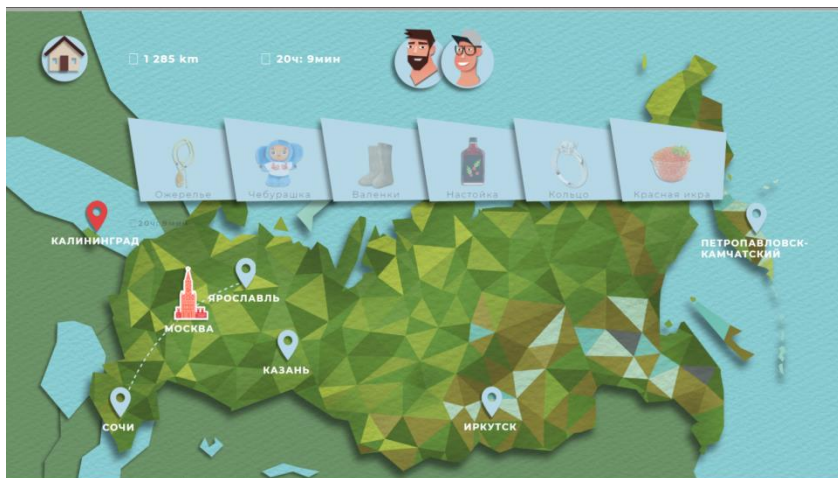 1 285 km
20ч: 9мин
Ожерелье
Чебурашка
Валенки
Настойка
Кольцо
Красная икра
КАЛИНИНГРАД
ПЕТРОПАВЛОВСК-
КАМЧАТСКИЙ
ЯРОСЛАВЛЬ
МОСКВА
КАЗАНЬ
СОЧИ
ИРКУТСК